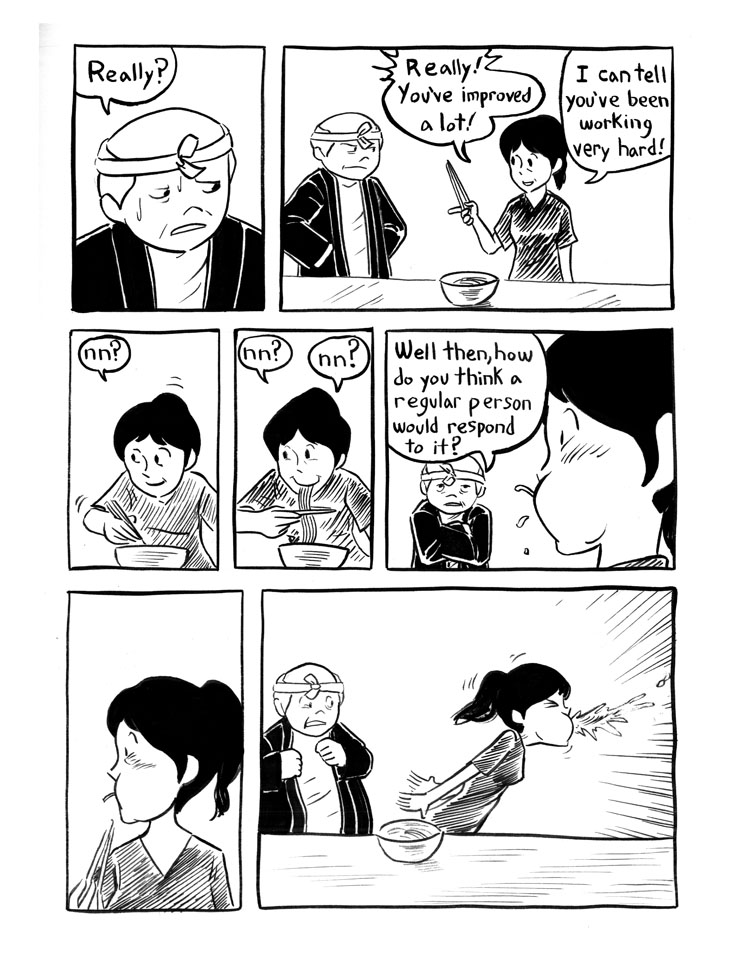 Really?
Really!
You've improved
a lot!
I can tell
you've been
working
very hard!
nn?
nn?
nn?
Well then, how
do you think a
regular person
would respond
to it?